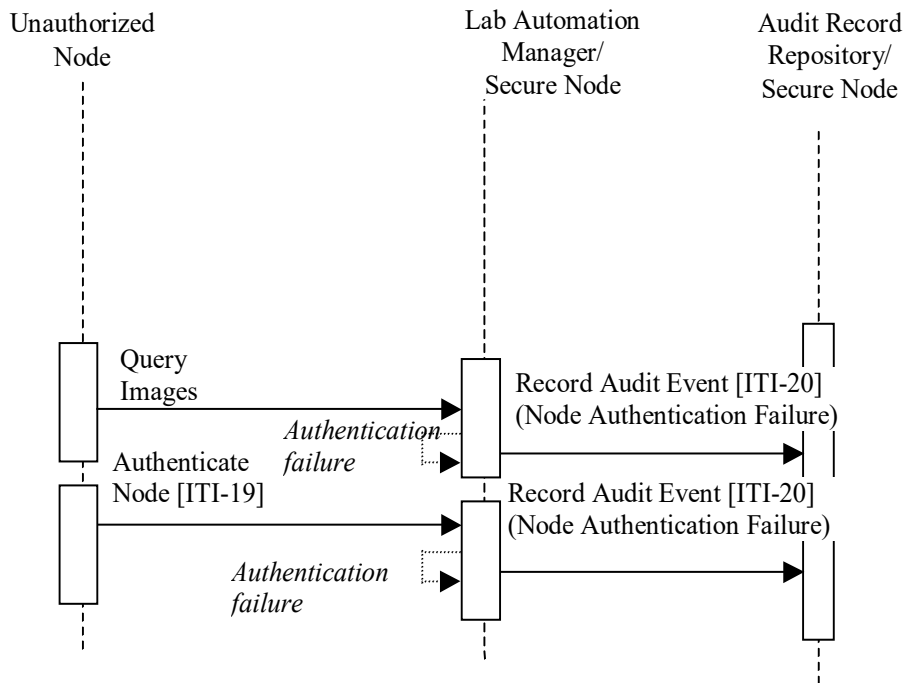 Unauthorized
Node
Lab Automation
Manager/
Secure Node
Audit Record
Repository/
Secure Node
Query
Images
Record Audit Event [ITI-20]
(Node Authentication Failure)
Authentication
failure
Authenticate
Node [ITI-19]
Record Audit Event [ITI-20]
(Node Authentication Failure)
Authentication
failure